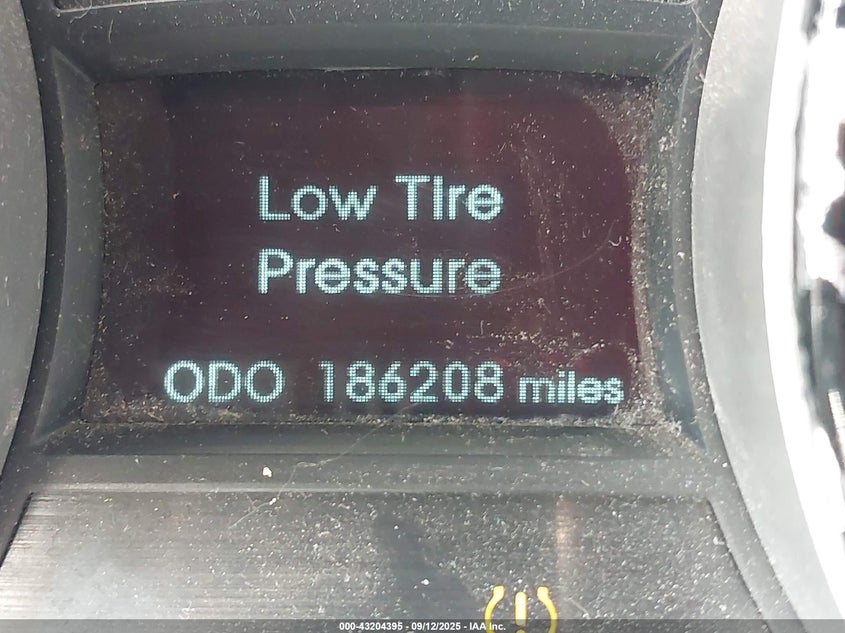 Low Tire
Pressure
ODO 186208 miles
000-43204395 - 09/12/2025 - IAA Inc.